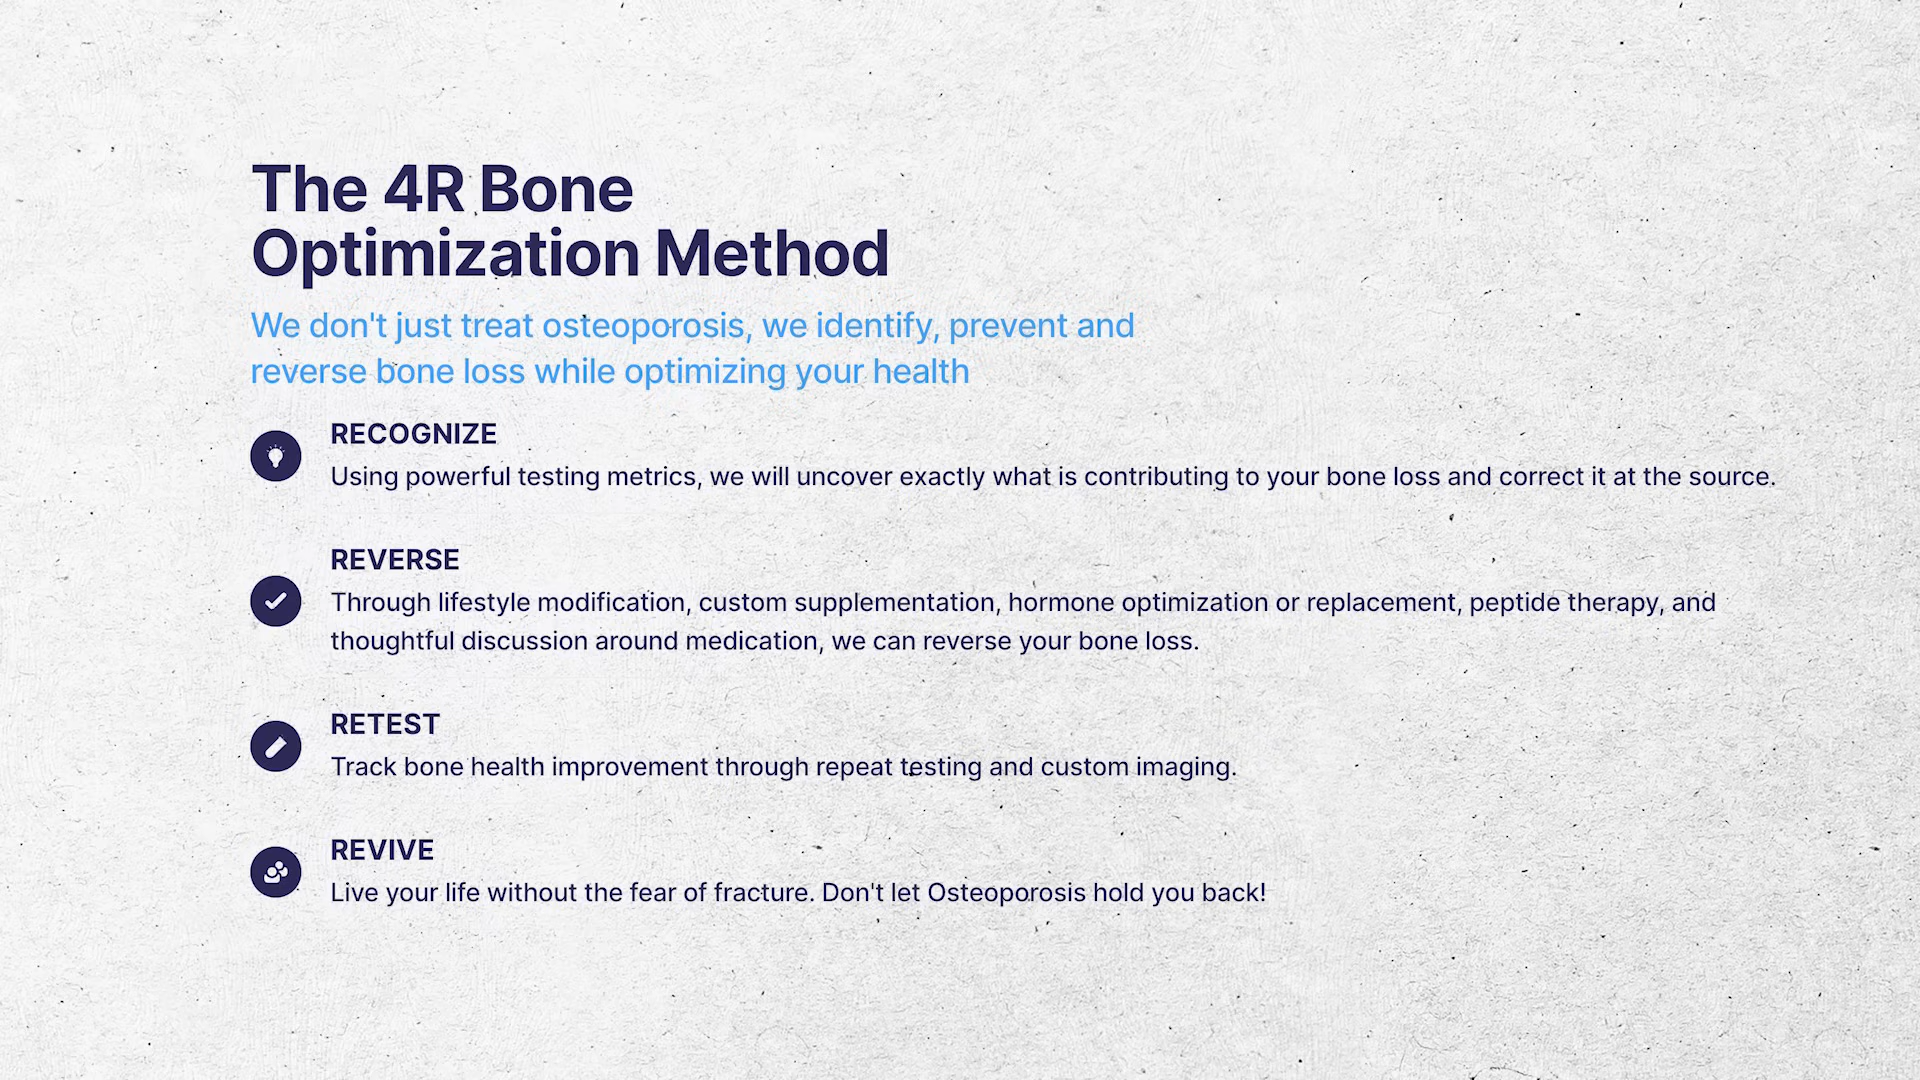 The 4R Bone
Optimization Method
We don't just treat osteoporosis, we identify, prevent and
reverse bone loss while optimizing your health
RECOGNIZE
Using powerful testing metrics, we will uncover exactly what is contributing to your bone loss and correct it at the source.
REVERSE
Through lifestyle modification, custom supplementation, hormone optimization or replacement, peptide therapy, and
thoughtful discussion around medication, we can reverse your bone loss.
RETEST
Track bone health improvement through repeat testing and custom imaging.
REVIVE
Live your life without the fear of fracture. Don't let Osteoporosis hold you back!